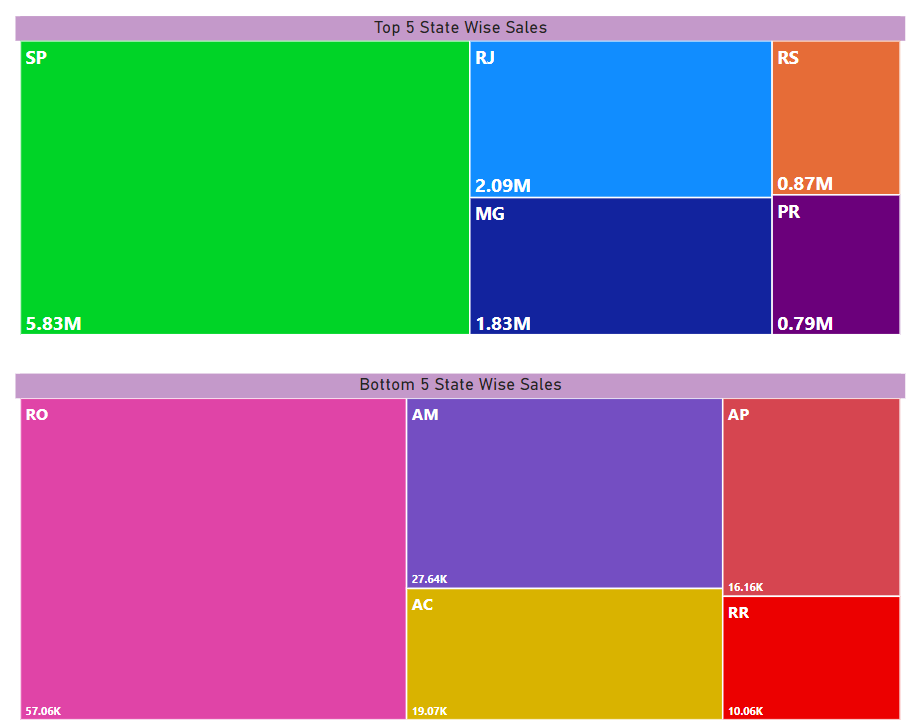 Top 5 State Wise Sales
SP
5.83M
RJ
2.09M
MG
1.83M
RS
0.87M
PR
0.79M
Bottom 5 State Wise Sales
RO
57.06K
AM
27.64K
AC
19.07K
AP
16.16K
RR
10.06K